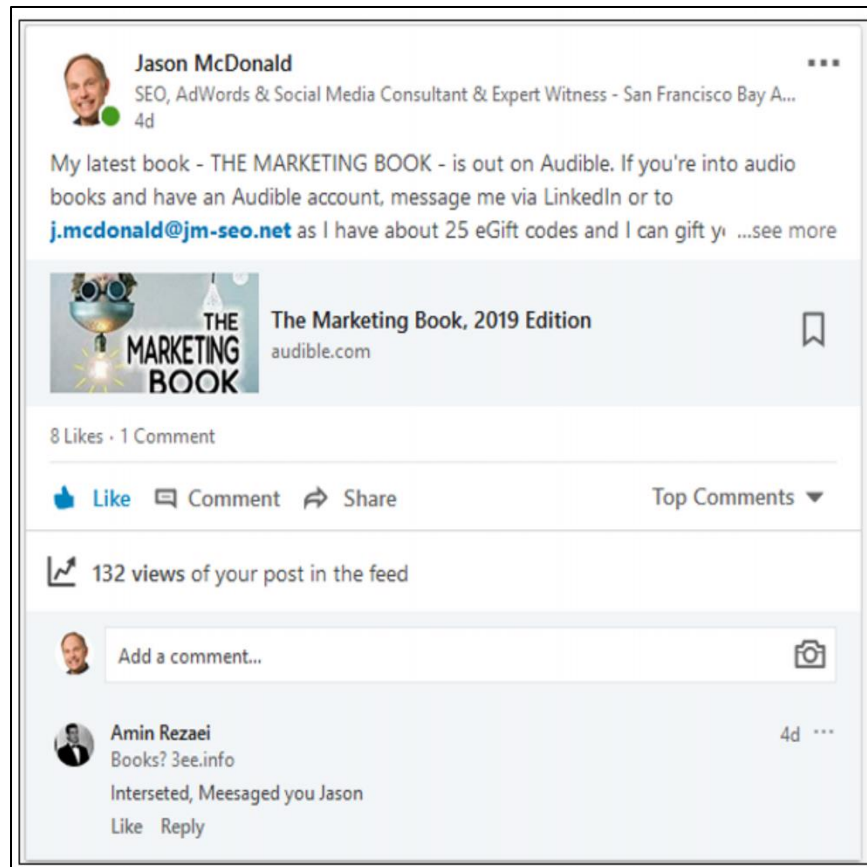 Jason McDonald
SEO, AdWords & Social Media Consultant & Expert Witness - San Francisco Bay A...
4d
My latest book - THE MARKETING BOOK - is out on Audible. If you're into audio
books and have an Audible account, message me via LinkedIn or to
j.mcdonald@jm-seo.net as I have about 25 eGift codes and I can gift y ...see more
THE
MARKETING
BOOK
The Marketing Book, 2019 Edition
audible.com
8 Likes · 1 Comment
Like Comment Share Top Comments
132 views of your post in the feed
Add a comment...
Amin Rezaei 4d
Books? 3ee.info
Interseted, Meesaged you Jason
Like Reply